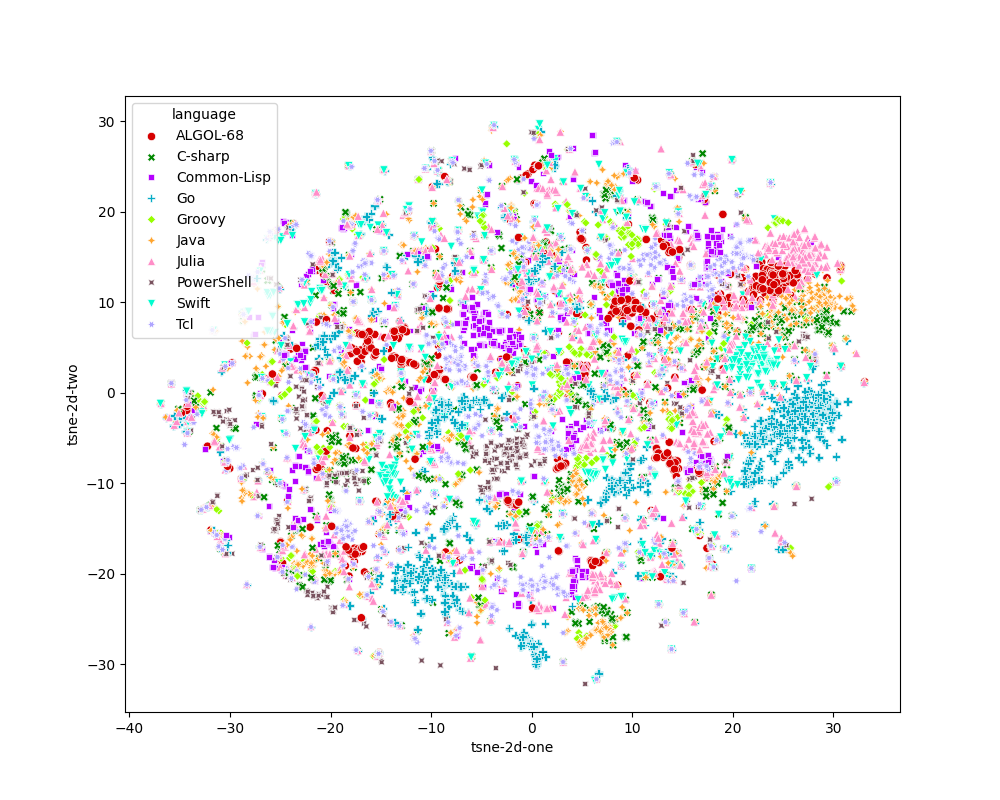 language
ALGOL-68
C-sharp
Common-Lisp
Go
Groovy
Java
Julia
PowerShell
Swift
Tcl
30
20
10
0
−10
−20
−30
tsne-2d-two
−40
−30
−20
−10
0
10
20
30
tsne-2d-one